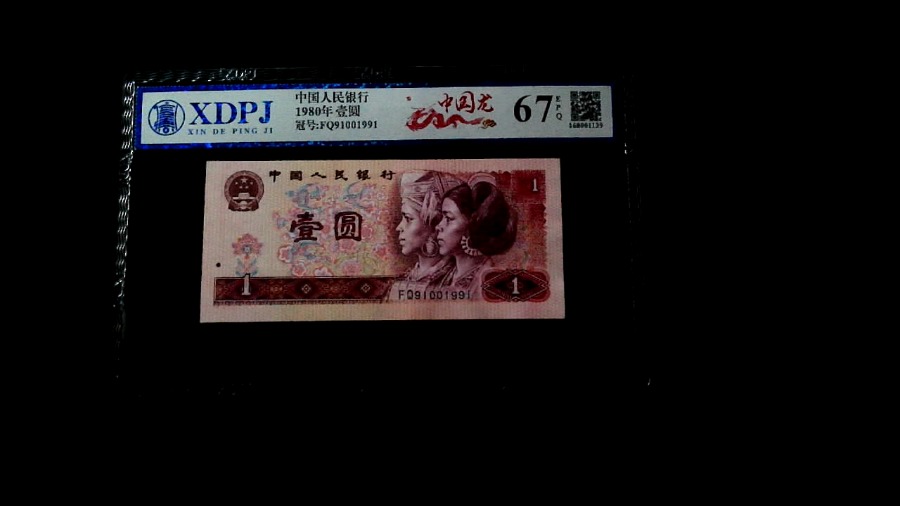 XDPJ
XIN DE PING JI
中国人民银行
1980年 壹圆
冠号:FQ91001991
中国龙
67 EPQ
中国人民银行
1
壹圆
1
FQ91001991
1